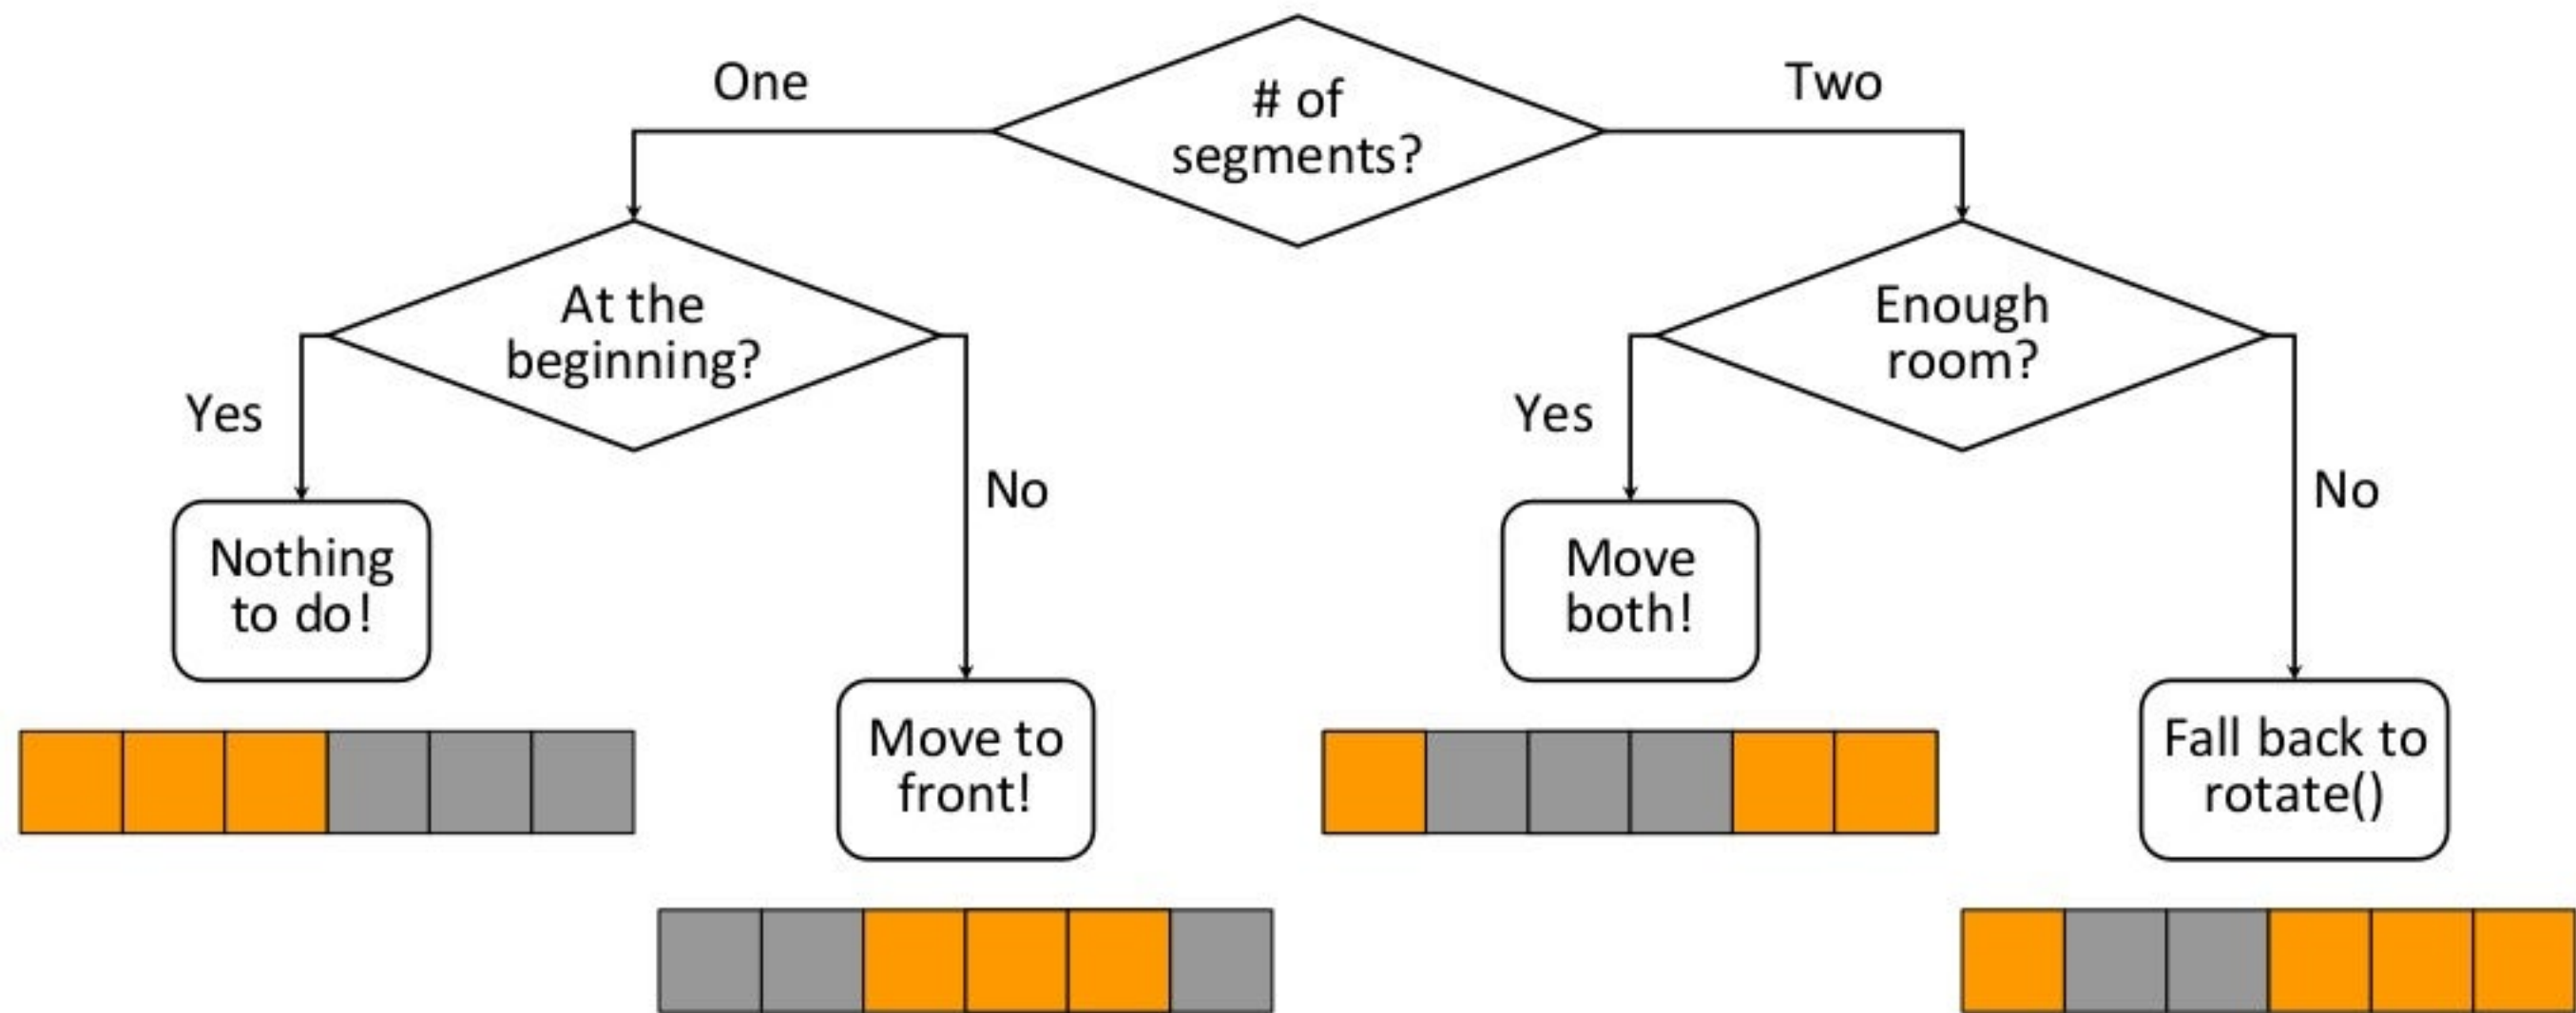 One
# of
segments?
Two
At the
beginning?
Enough
room?
Yes
No
Yes
No
Nothing
to do!
Move
both!
Move to
front!
Fall back to
rotate()